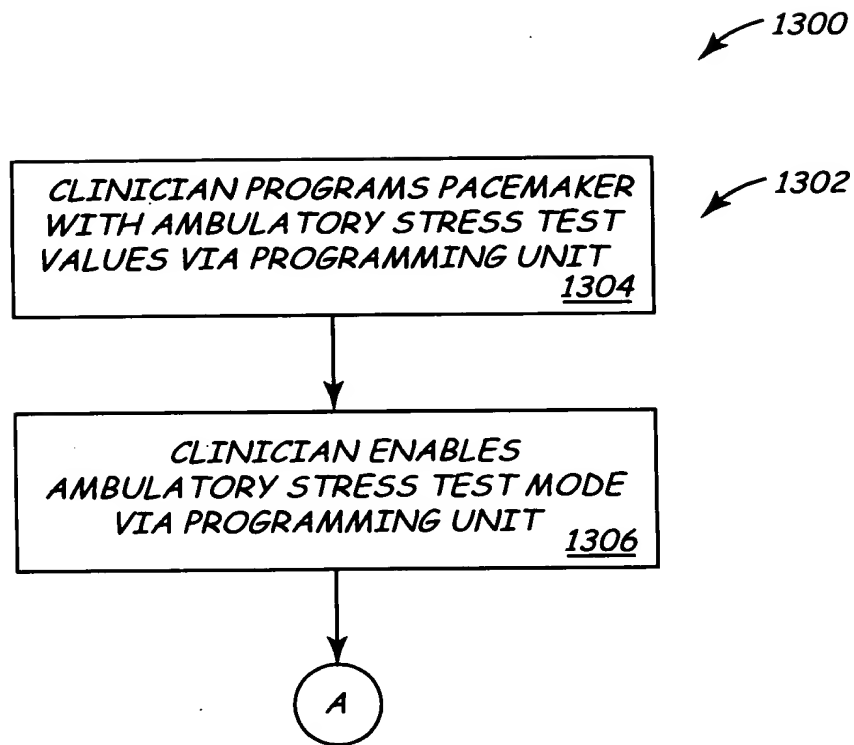 1300
1302
CLINICIAN PROGRAMS PACEMAKER
WITH AMBULATORY STRESS TEST
VALUES VIA PROGRAMMING UNIT
1304
CLINICIAN ENABLES
AMBULATORY STRESS TEST MODE
VIA PROGRAMMING UNIT
1306
A